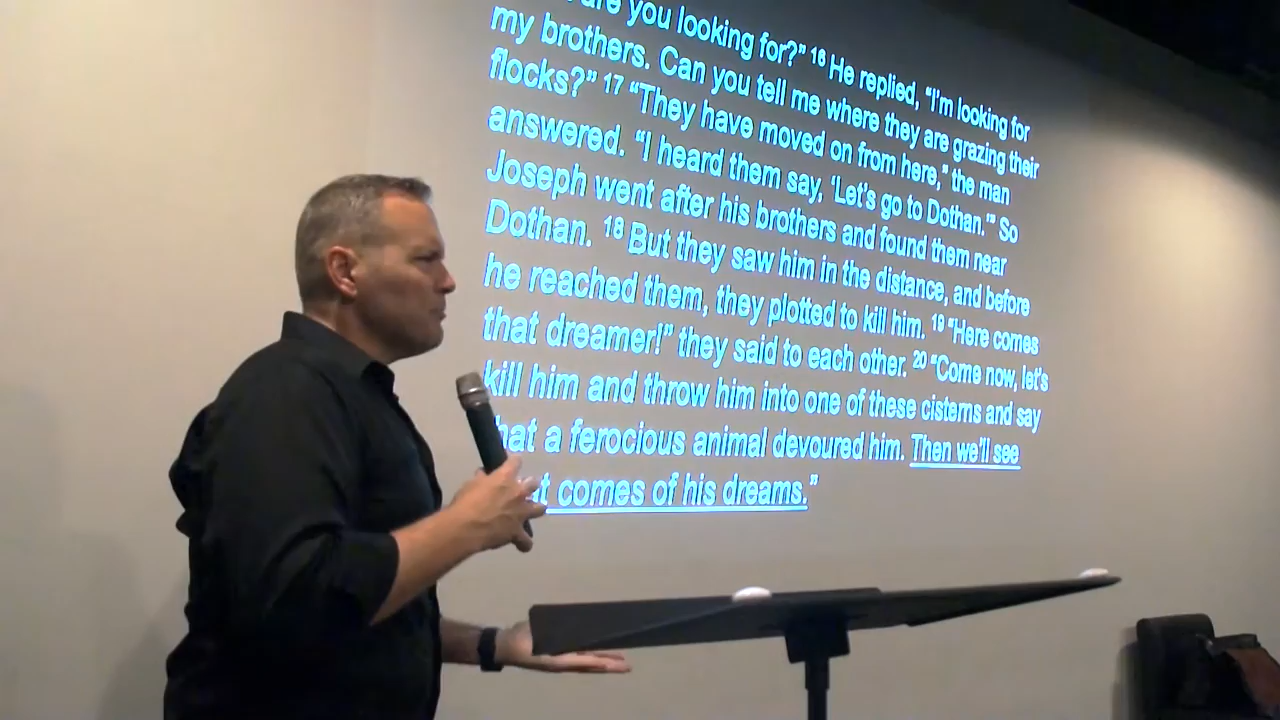 are you looking for?” 16 He replied, “I'm looking for
my brothers. Can you tell me where they are grazing their
flocks?” 17 “They have moved on from here,” the man
answered. “I heard them say, ‘Let's go to Dothan.’” So
Joseph went after his brothers and found them near
Dothan. 18 But they saw him in the distance, and before
he reached them, they plotted to kill him. 19 “Here comes
that dreamer!” they said to each other. 20 “Come now, let's
kill him and throw him into one of these cisterns and say
that a ferocious animal devoured him. Then we'll see
comes of his dreams.”